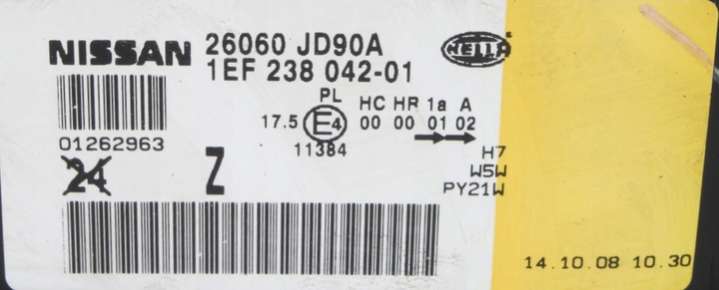 NISSAN 26060 JD90A HELLA
1EF 238 042-01
PL HC HR 1a A
17.5 E4 00 00 01 02
11384
01262963
H7
24 Z W5W
PY21W
14.10.08 10.30